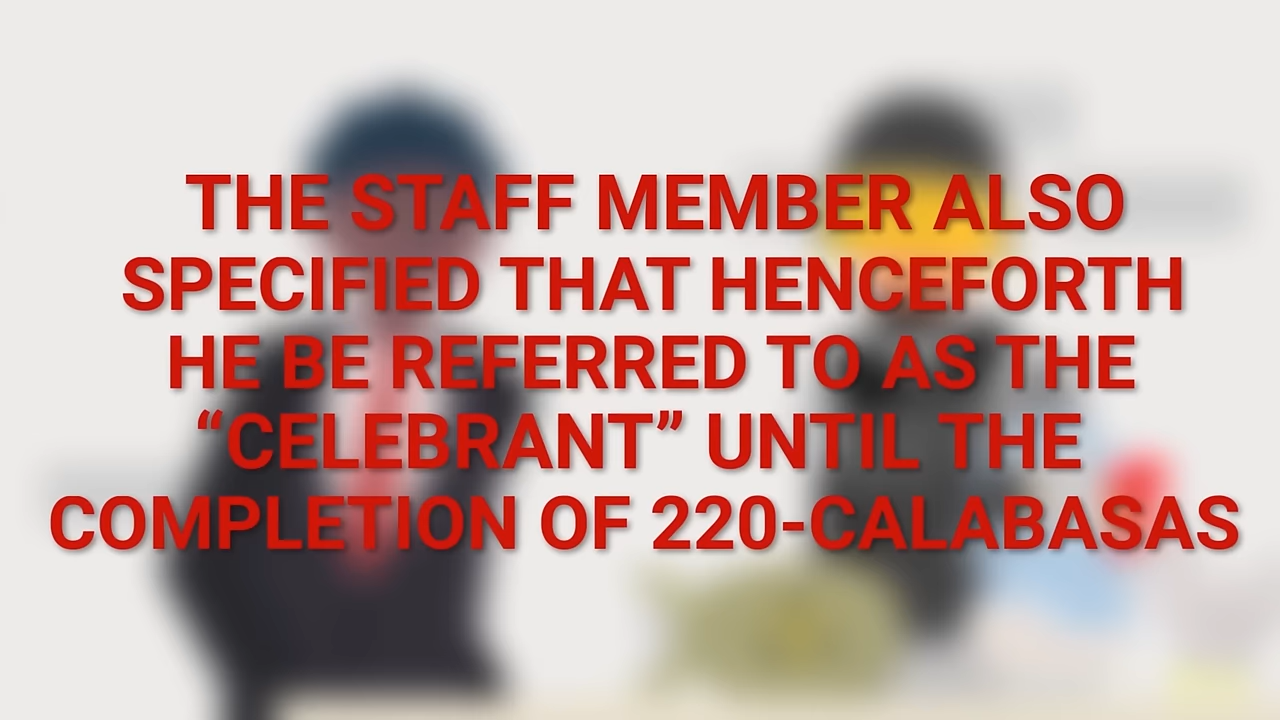 THE STAFF MEMBER ALSO
SPECIFIED THAT HENCEFORTH
HE BE REFERRED TO AS THE
“CELEBRANT” UNTIL THE
COMPLETION OF 220-CALABASAS